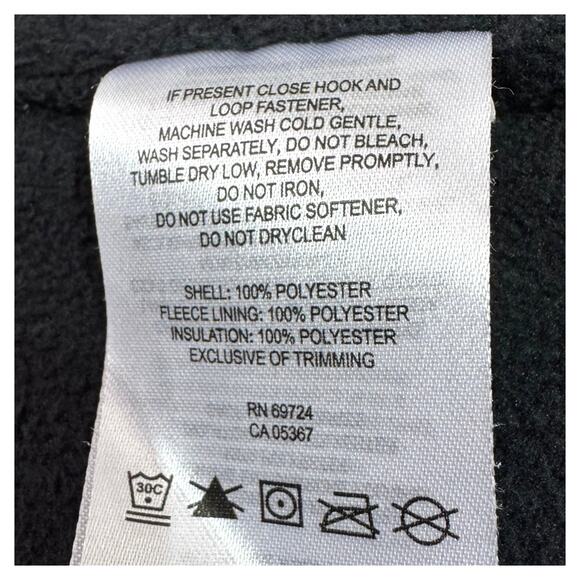 IF PRESENT CLOSE HOOK AND
LOOP FASTENER,
MACHINE WASH COLD GENTLE,
WASH SEPARATELY, DO NOT BLEACH,
TUMBLE DRY LOW, REMOVE PROMPTLY,
DO NOT IRON,
DO NOT USE FABRIC SOFTENER,
DO NOT DRYCLEAN
SHELL: 100% POLYESTER
FLEECE LINING: 100% POLYESTER
INSULATION: 100% POLYESTER
EXCLUSIVE OF TRIMMING
RN 69724
CA 05367
30C